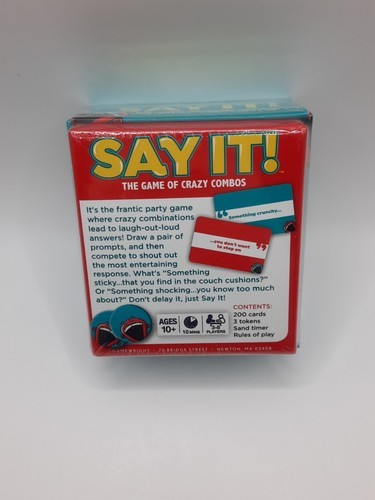 SAY IT!
THE GAME OF CRAZY COMBOS
It's the frantic party game
where crazy combinations
lead to laugh-out-loud
answers! Draw a pair of
prompts, and then
compete to shout out
the most entertaining
response. What's "Something
sticky...that you find in the couch cushions?"
Or "Something shocking...you know too much
about?" Don't delay it, just Say It!
“ Something crunchy...
...you don't want
to step on ”
CONTENTS:
200 cards
3 tokens
Sand timer
Rules of play
AGES
10+
10 MINS
3-8
PLAYERS
GAMEWRIGHT · 70 BRIDGE STREET · NEWTON, MA 02458